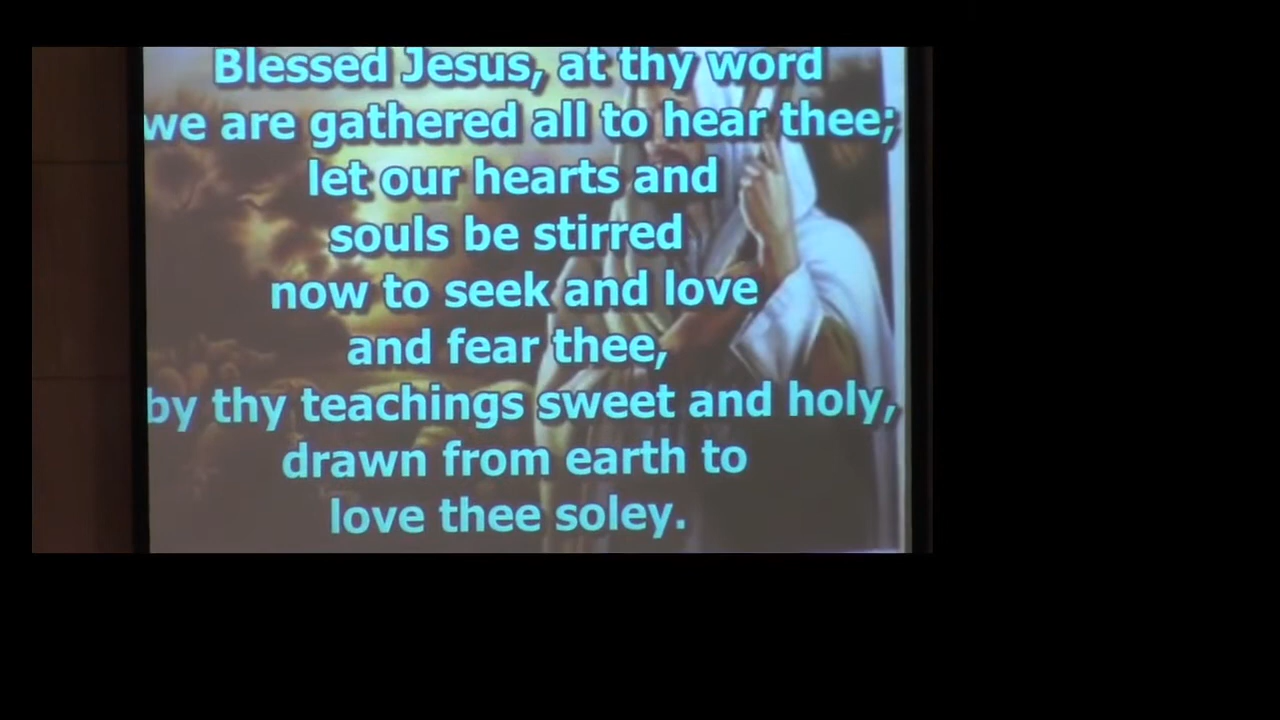 Blessed Jesus, at thy word
we are gathered all to hear thee;
let our hearts and
souls be stirred
now to seek and love
and fear thee,
by thy teachings sweet and holy,
drawn from earth to
love thee soley.